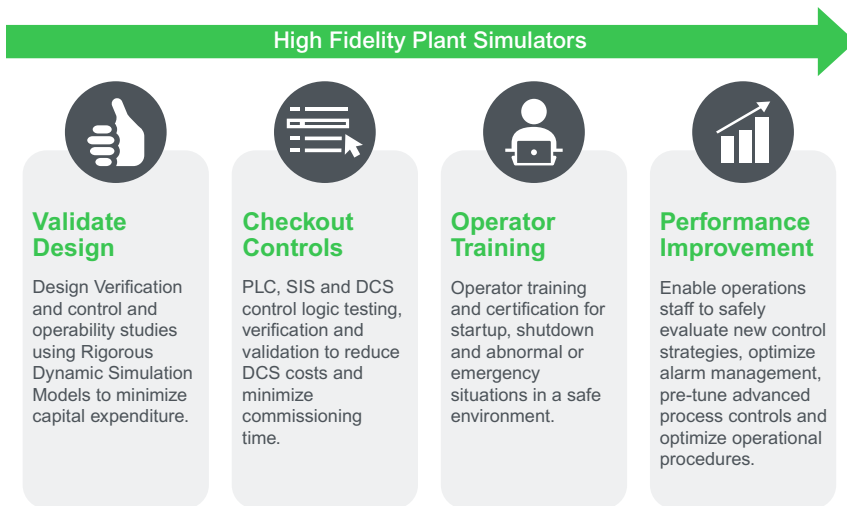 High Fidelity Plant Simulators
Validate
Design
Design Verification
and control and
operability studies
using Rigorous
Dynamic Simulation
Models to minimize
capital expenditure.
Checkout
Controls
PLC, SIS and DCS
control logic testing,
verification and
validation to reduce
DCS costs and
minimize
commissioning
time.
Operator
Training
Operator training
and certification for
startup, shutdown
and abnormal or
emergency
situations in a safe
environment.
Performance
Improvement
Enable operations
staff to safely
evaluate new control
strategies, optimize
alarm management,
pre-tune advanced
process controls and
optimize operational
procedures.